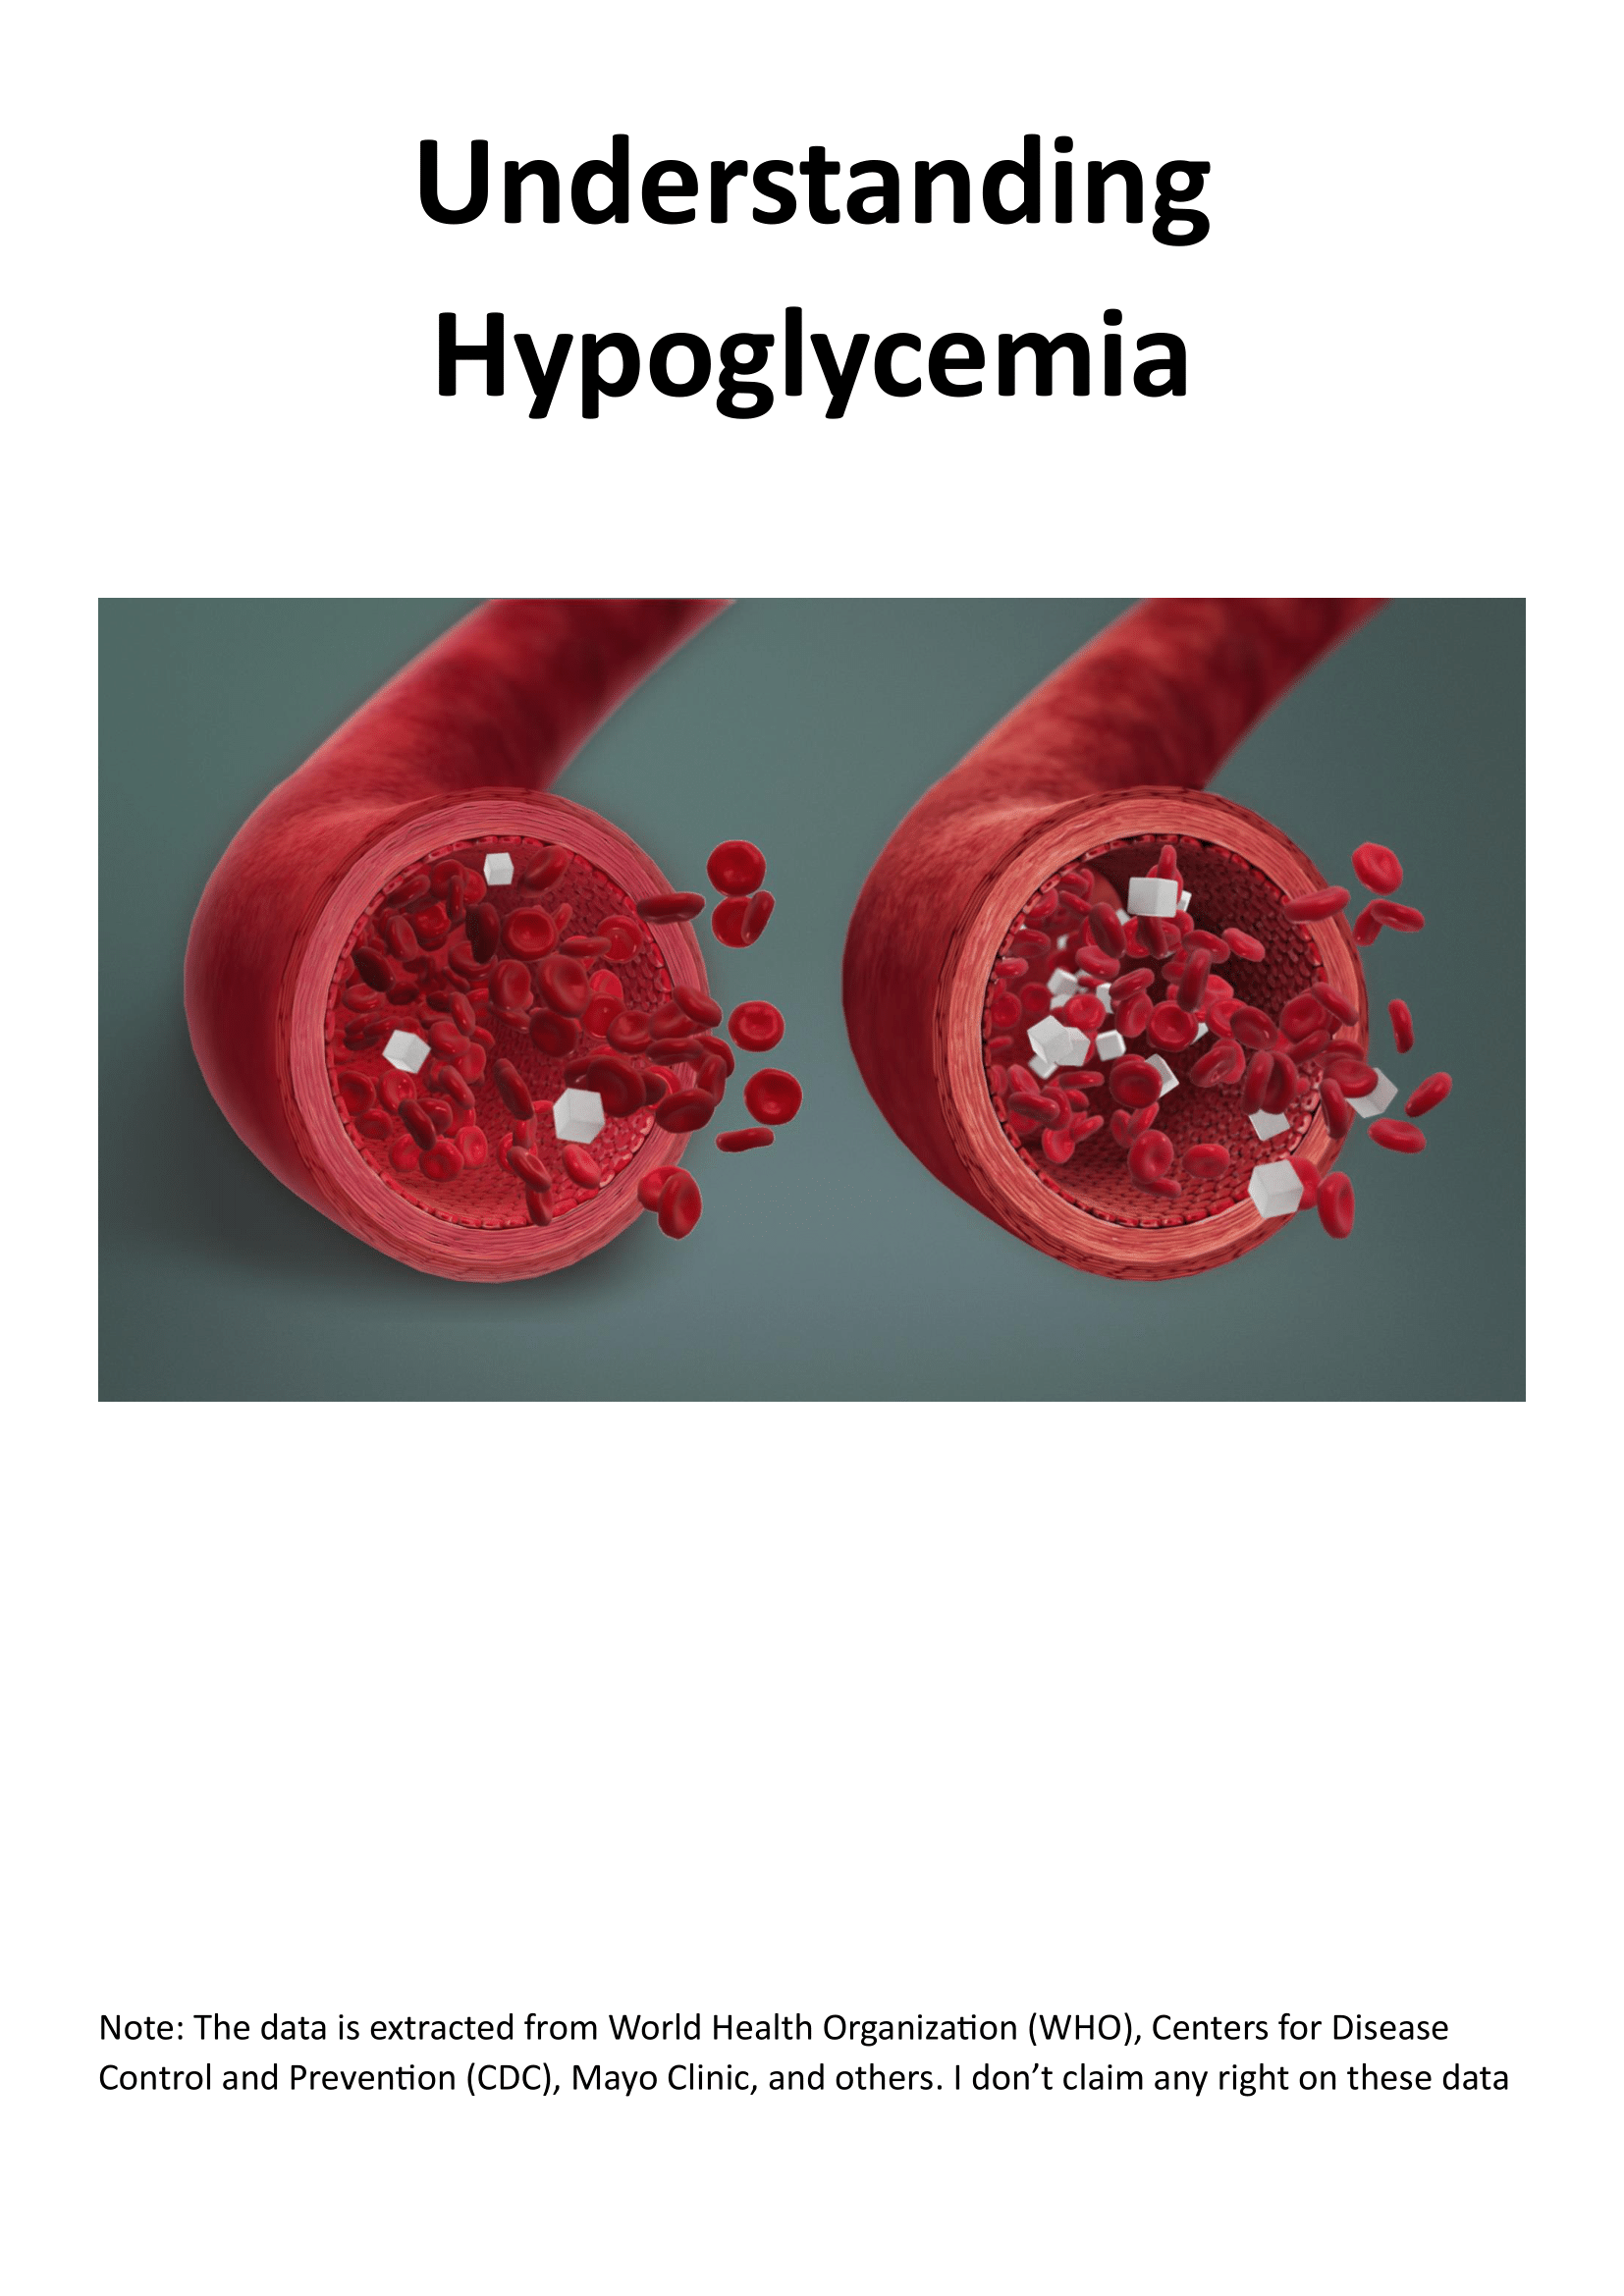 Understanding
Hypoglycemia
Note: The data is extracted from World Health Organization (WHO), Centers for Disease
Control and Prevention (CDC), Mayo Clinic, and others. I don’t claim any right on these data